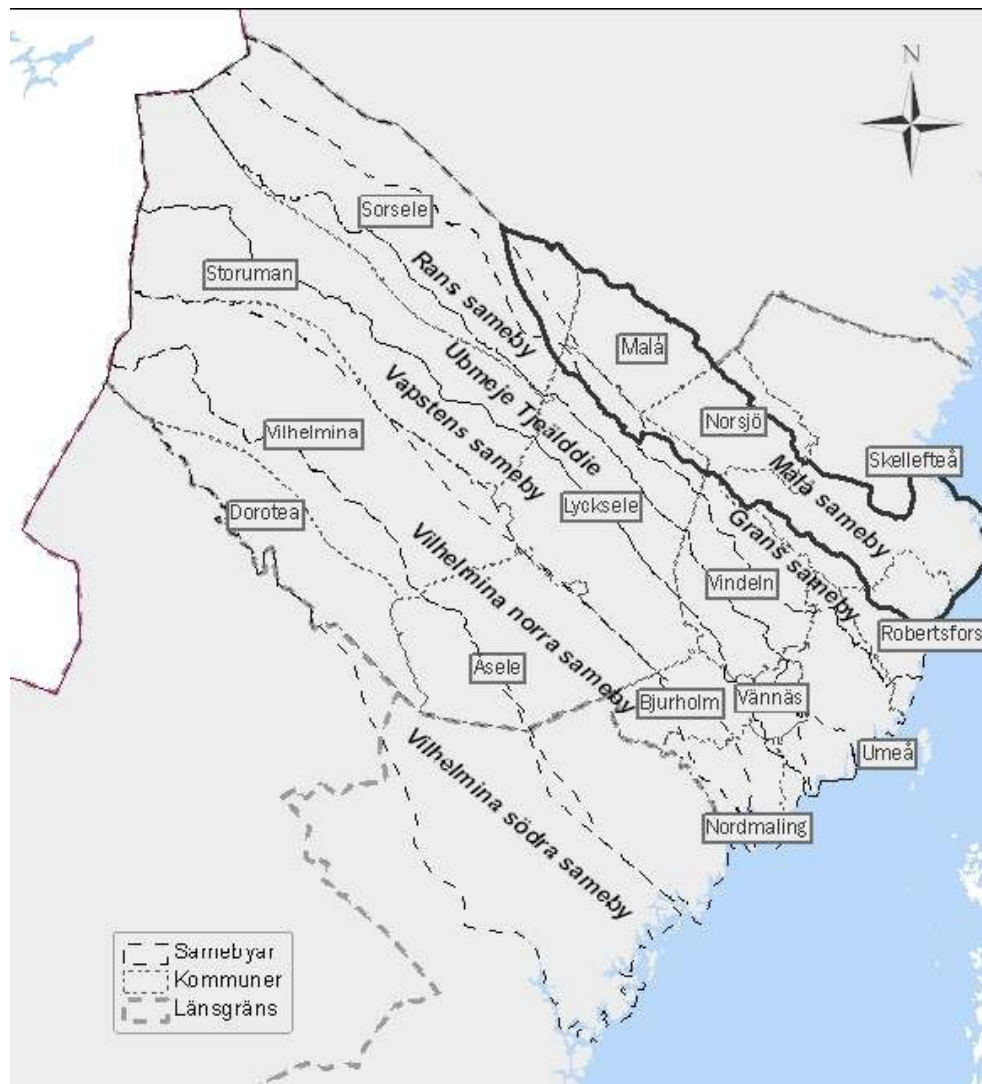 N
Sorsele
Storuman
Rans sameby
Malå
Ubmeje Tjeälddie
Vapstens sameby
Norsjö
Vilhelmina
Skellefteå
Malå sameby
Lycksele
Dorotea
Grans sameby
Vilhelmina norra sameby
Vindeln
Robertsfors
Åsele
Bjurholm
Vännäs
Vilhelmina södra sameby
Umeå
Nordmaling
Samebyar
Kommuner
Länsgräns